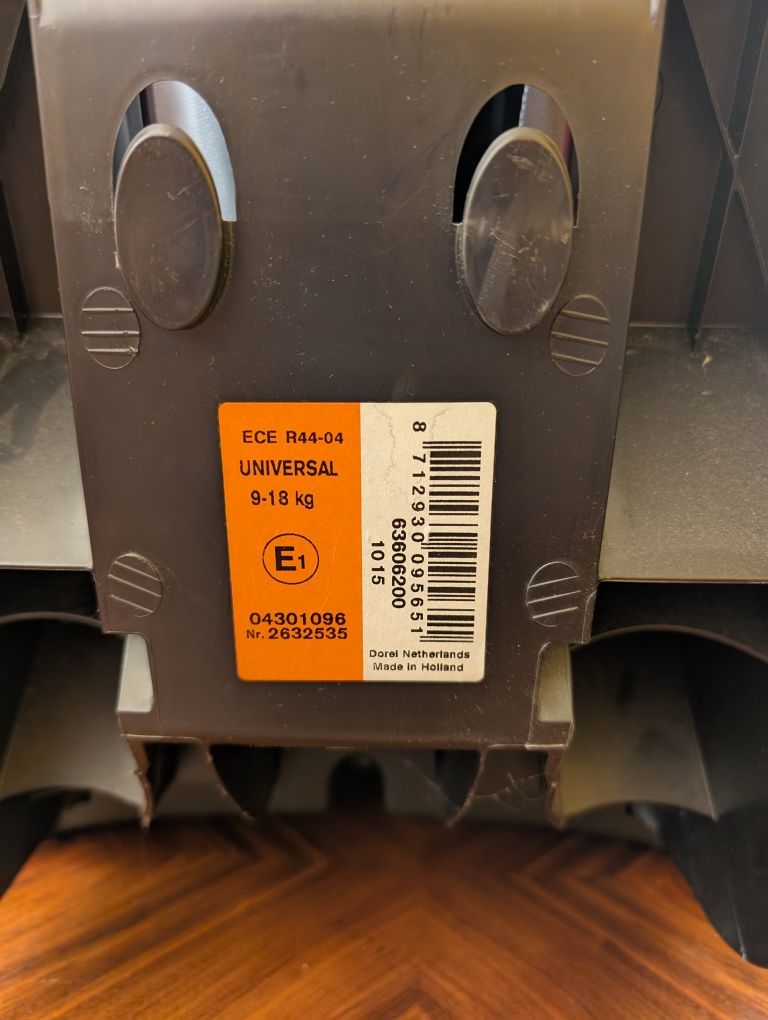 ECE R44-04
UNIVERSAL
9-18 kg
E1
04301096
Nr. 2632535
8 712930 095651
63606200
1015
Dorel Netherlands
Made in Holland